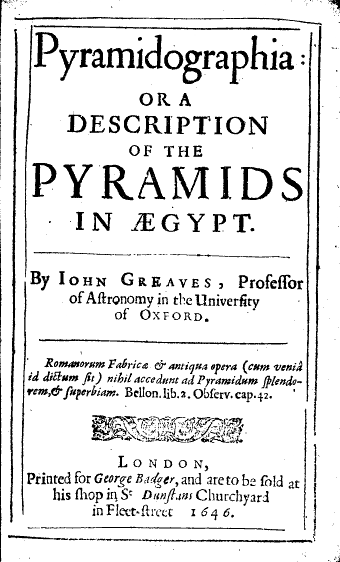 Pyramidographia:
OR A
DESCRIPTION
OF THE
PYRAMIDS
IN ÆGYPT.
By IOHN GREAVES, Profeſſor
of Aſtronomy in the Univerſity
of OXFORD.
Romanorum Fabricæ & antiqua opera (cum veniâ
id dictum ſit) nihil accedunt ad Pyramidum ſplendo-
rem, & ſuperbiam. Bellon. lib. 2. Obſerv. cap. 42.
LONDON,
Printed for George Badger, and are to be ſold at
his ſhop in St Dunſtans Churchyard
in Fleet-ſtreet 1646.